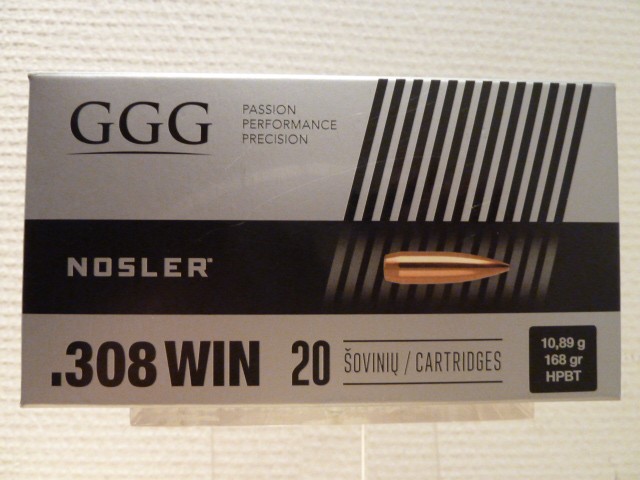 GGG
PASSION
PERFORMANCE
PRECISION
NOSLER®
.308 WIN
20
ŠOVINIŲ / CARTRIDGES
10,89 g
168 gr
HPBT